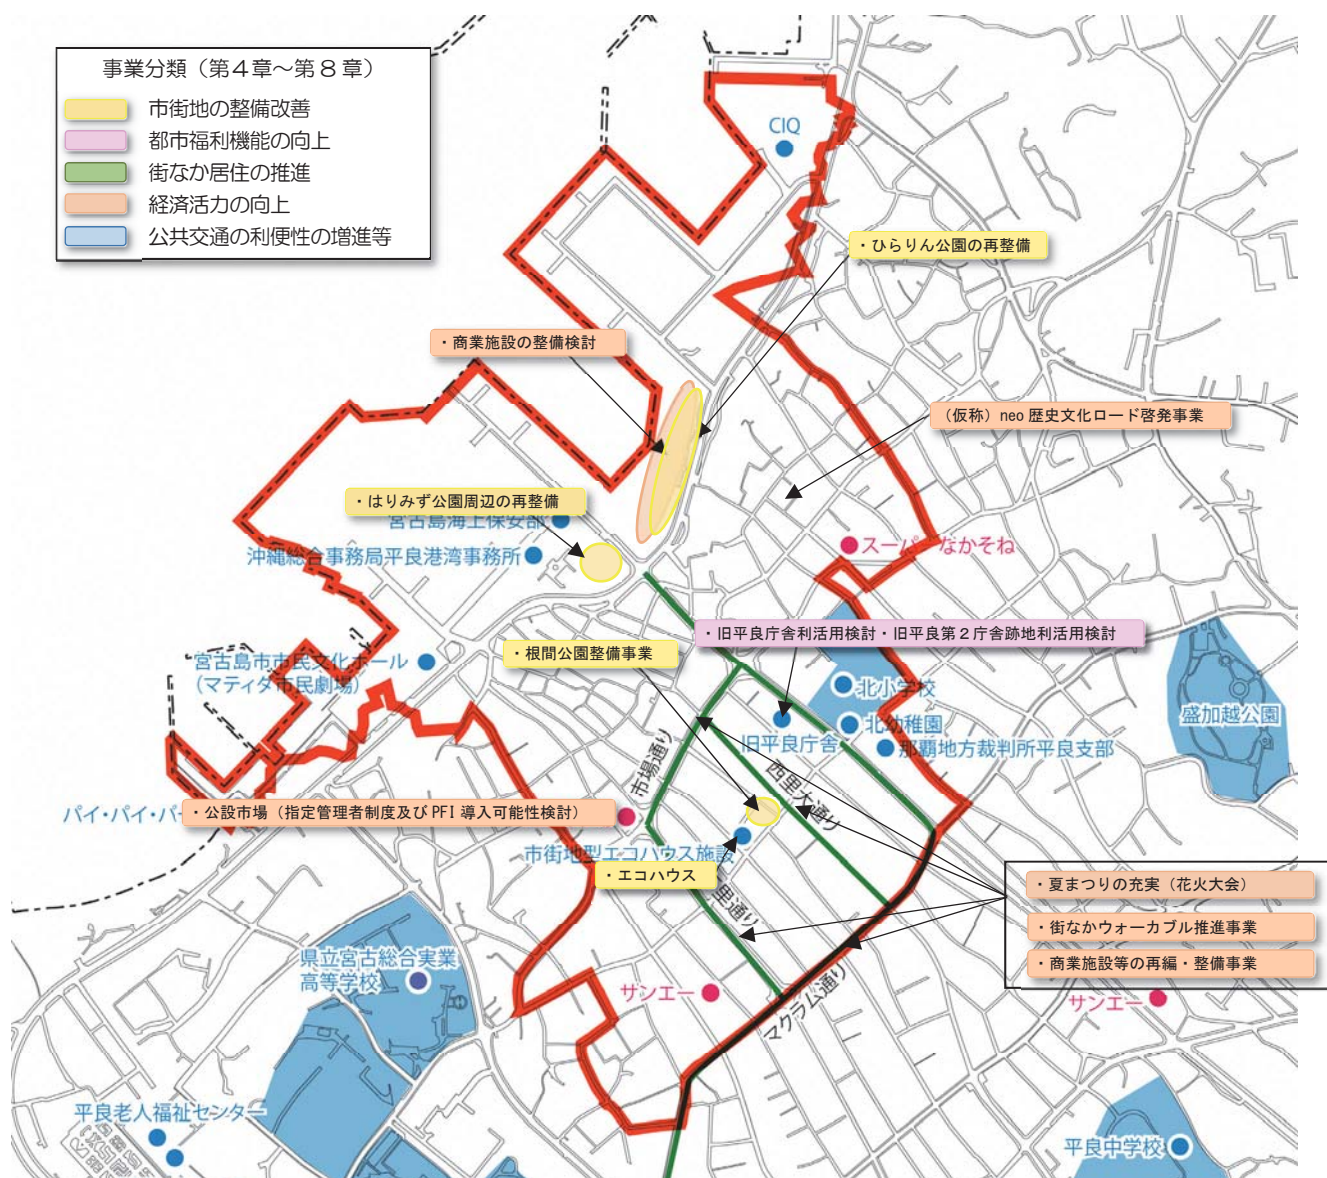 事業分類（第４章～第８章）
市街地の整備改善
都市福利機能の向上
街なか居住の推進
経済活力の向上
公共交通の利便性の増進等
CIQ
・ひらりん公園の再整備
・商業施設の整備検討
（仮称）neo 歴史文化ロード啓発事業
・はりみず公園周辺の再整備
宮古島海上保安部
沖縄総合事務局平良港湾事務所
スーパーなかそね
・旧平良庁舎利活用検討・旧平良第２庁舎跡地利活用検討
・根間公園整備事業
宮古島市市民文化ホール
（マティダ市民劇場）
北小学校
北幼稚園
旧平良庁舎
那覇地方裁判所平良支部
盛加越公園
市場通り
西里大通り
パイ・パイ・パ
・公設市場（指定管理者制度及び PFI 導入可能性検討）
市街地型エコハウス施設
・エコハウス
里通り
・夏まつりの充実（花火大会）
・街なかウォーカブル推進事業
・商業施設等の再編・整備事業
県立宮古総合実業
高等学校
サンエー
マクラム通り
サンエー
平良老人福祉センター
平良中学校